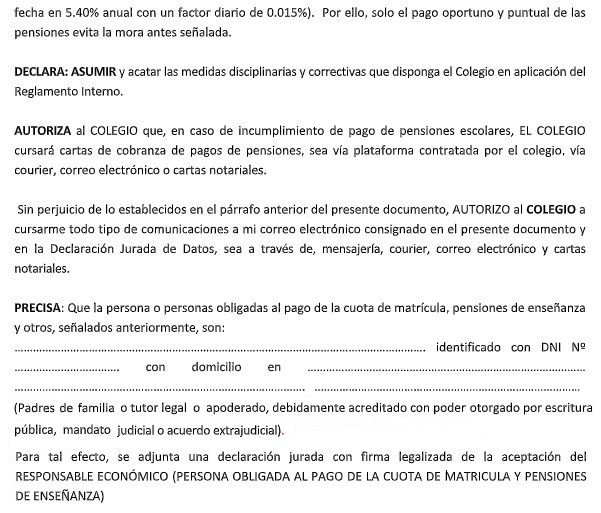 fecha en 5.40% anual con un factor diario de 0.015%). Por ello, solo el pago oportuno y puntual de las
pensiones evita la mora antes señalada.
DECLARA: ASUMIR y acatar las medidas disciplinarias y correctivas que disponga el Colegio en aplicación del
Reglamento Interno.
AUTORIZA al COLEGIO que, en caso de incumplimiento de pago de pensiones escolares, EL COLEGIO
cursará cartas de cobranza de pagos de pensiones, sea vía plataforma contratada por el colegio, vía
courier, correo electrónico o cartas notariales.
Sin perjuicio de lo establecidos en el párrafo anterior del presente documento, AUTORIZO al COLEGIO a
cursarme todo tipo de comunicaciones a mi correo electrónico consignado en el presente documento y
en la Declaración Jurada de Datos, sea a través de, mensajería, courier, correo electrónico y cartas
notariales.
PRECISA: Que la persona o personas obligadas al pago de la cuota de matrícula, pensiones de enseñanza
y otros, señalados anteriormente, son:
........................................................................................................ identificado con DNI Nº
................................ con domicilio en ........................................................................
........................................................................ ..................................................................
(Padres de familia o tutor legal o apoderado, debidamente acreditado con poder otorgado por escritura
pública, mandato judicial o acuerdo extrajudicial).
Para tal efecto, se adjunta una declaración jurada con firma legalizada de la aceptación del
RESPONSABLE ECONÓMICO (PERSONA OBLIGADA AL PAGO DE LA CUOTA DE MATRICULA Y PENSIONES
DE ENSEÑANZA)